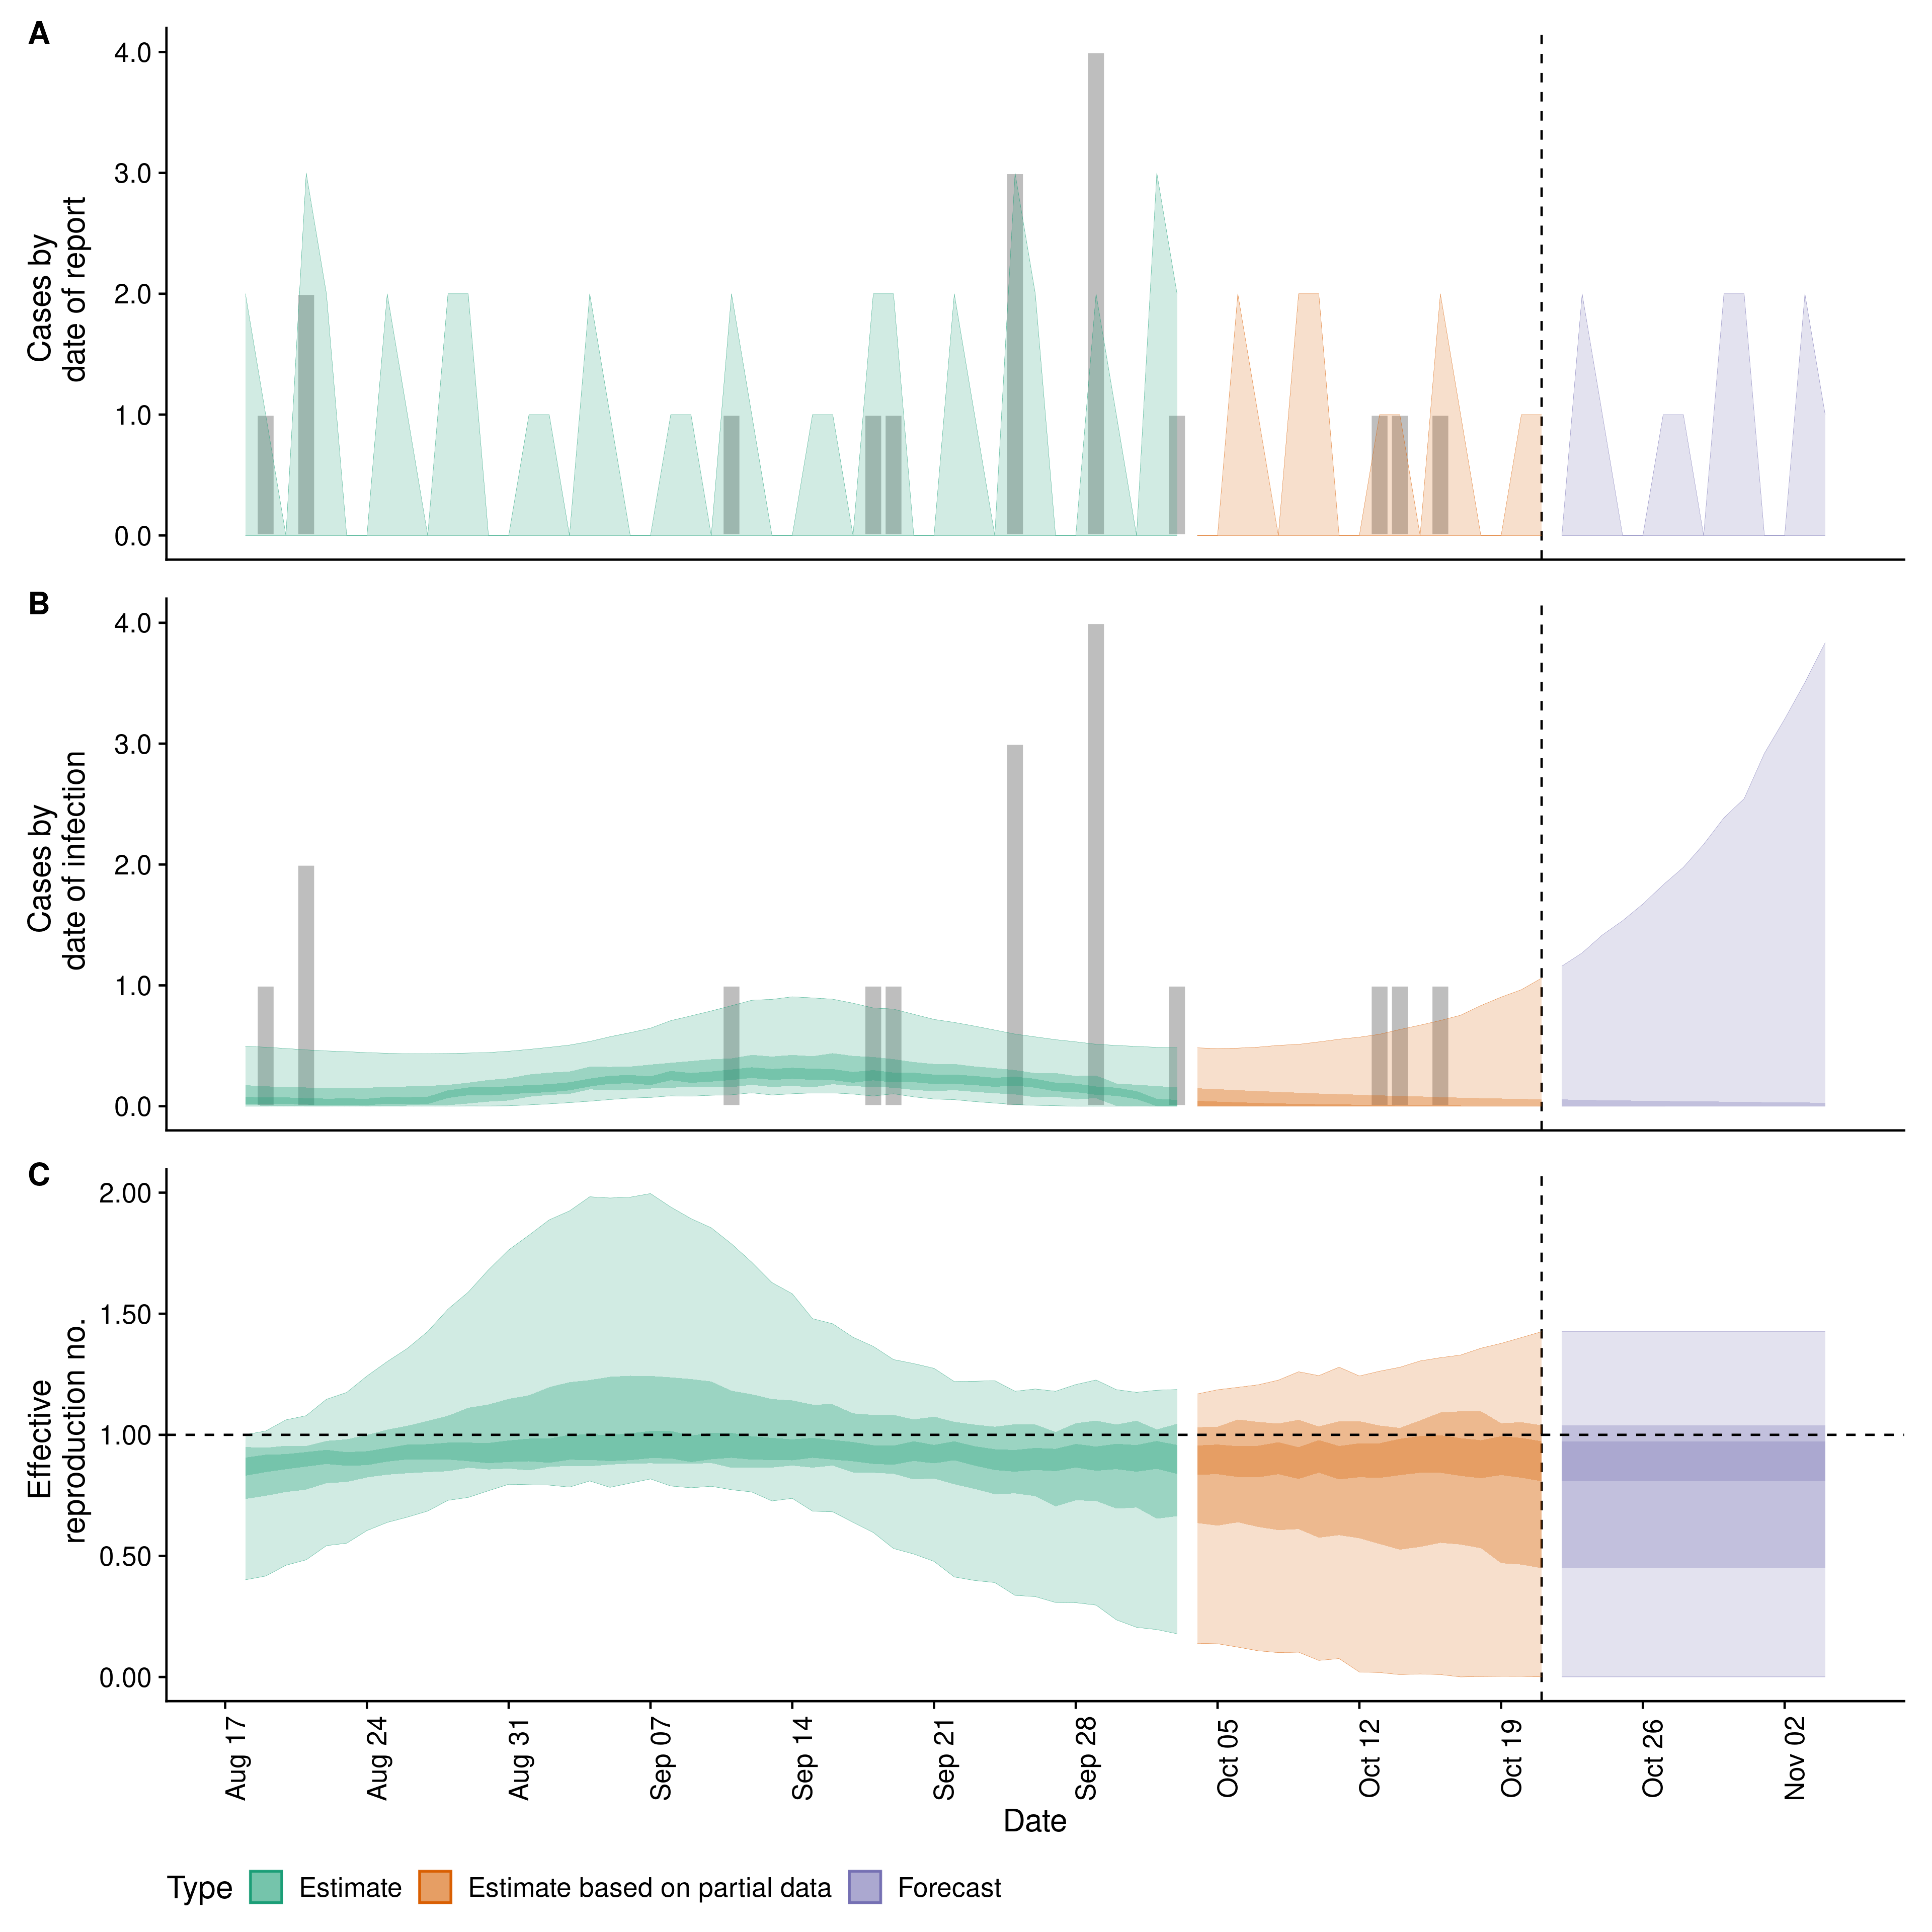 A
4.0
3.0
2.0
1.0
0.0
Cases by
date of report
B
4.0
3.0
2.0
1.0
0.0
Cases by
date of infection
C
2.00
1.50
1.00
0.50
0.00
Effective
reproduction no.
Aug 17
Aug 24
Aug 31
Sep 07
Sep 14
Sep 21
Sep 28
Oct 05
Oct 12
Oct 19
Oct 26
Nov 02
Date
Type Estimate Estimate based on partial data Forecast